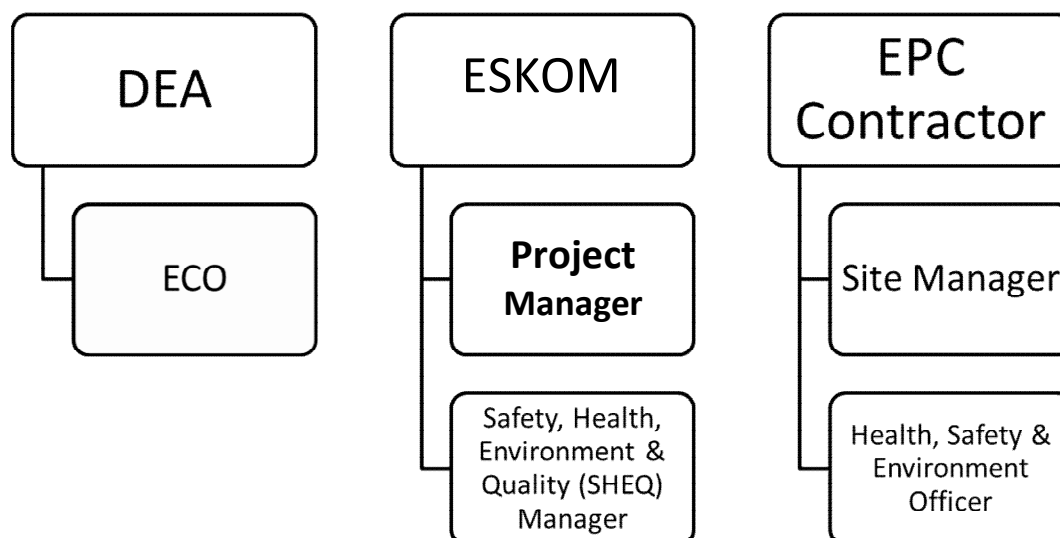 DEA
ECO
ESKOM
Project
Manager
Safety, Health,
Environment &
Quality (SHEQ)
Manager
EPC
Contractor
Site Manager
Health, Safety &
Environment
Officer